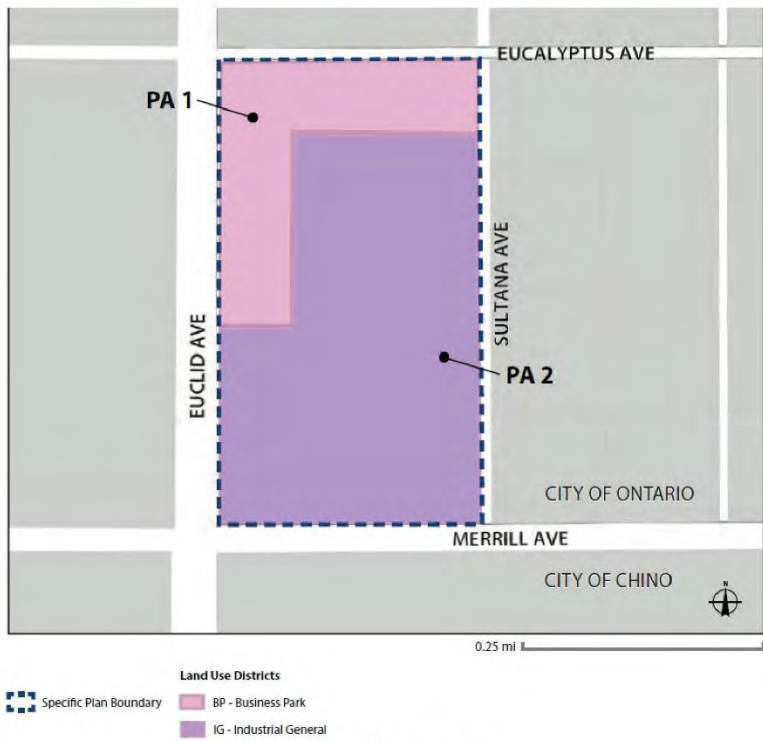 EUCALYPTUS AVE
PA 1
SULTANA AVE
EUCLID AVE
PA 2
CITY OF ONTARIO
MERRILL AVE
CITY OF CHINO
N
0.25 mi
Land Use Districts
Specific Plan Boundary
BP - Business Park
IG - Industrial General